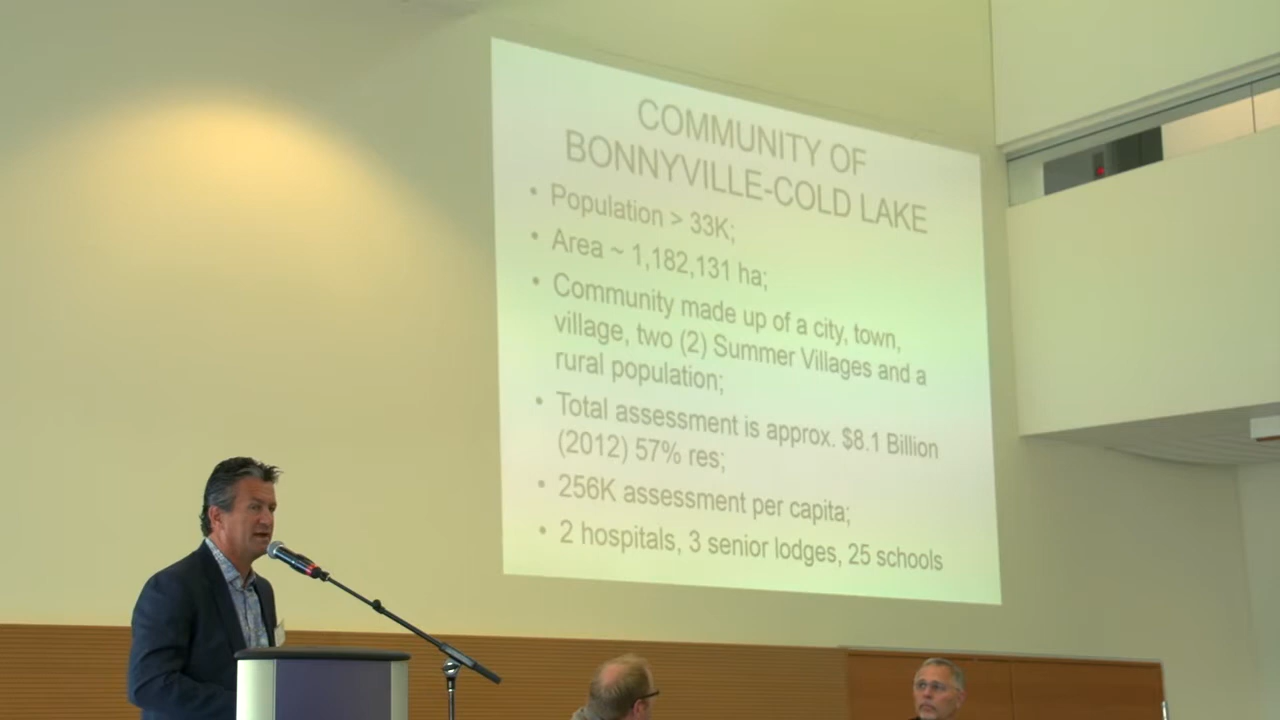 COMMUNITY OF
BONNYVILLE-COLD LAKE
• Population > 33K;
• Area ~ 1,182,131 ha;
• Community made up of a city, town,
village, two (2) Summer Villages and a
rural population;
• Total assessment is approx. $8.1 Billion
(2012) 57% res;
• 256K assessment per capita;
• 2 hospitals, 3 senior lodges, 25 schools